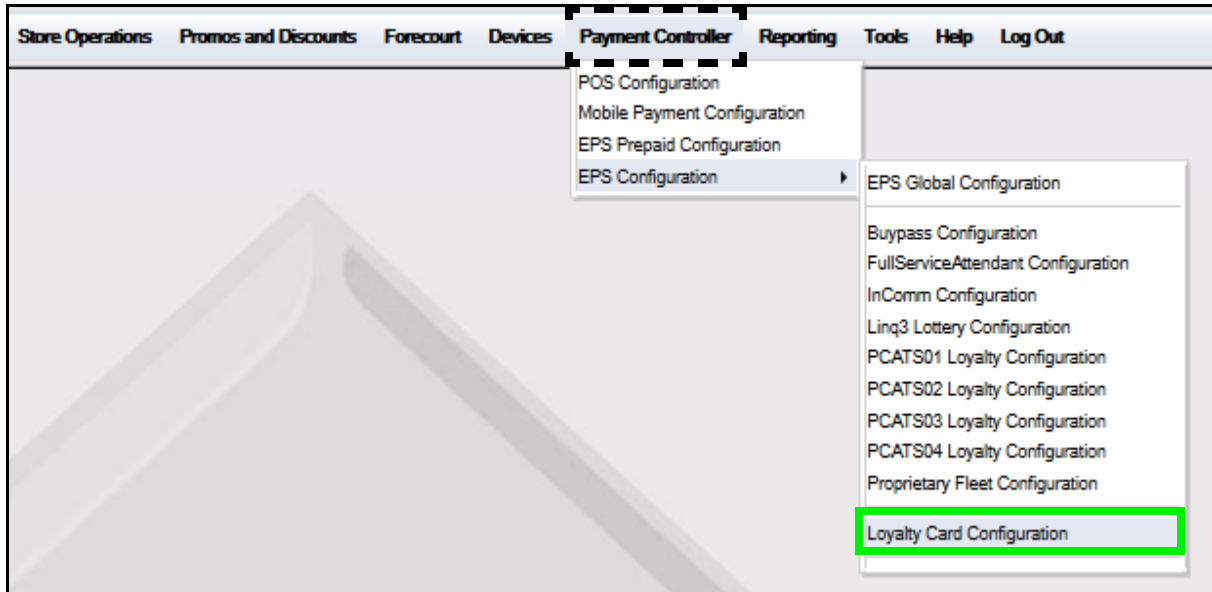 Store Operations Promos and Discounts Forecourt Devices Payment Controller Reporting Tools Help Log Out
POS Configuration
Mobile Payment Configuration
EPS Prepaid Configuration
EPS Configuration
EPS Global Configuration
Buypass Configuration
FullServiceAttendant Configuration
InComm Configuration
Linq3 Lottery Configuration
PCATS01 Loyalty Configuration
PCATS02 Loyalty Configuration
PCATS03 Loyalty Configuration
PCATS04 Loyalty Configuration
Proprietary Fleet Configuration
Loyalty Card Configuration